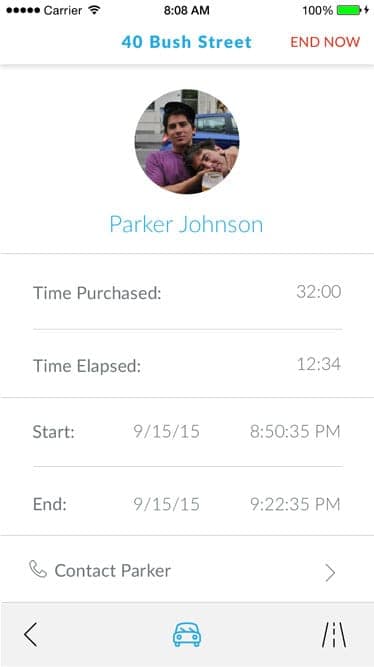 Carrier 8:08 AM 100%
40 Bush Street END NOW
Parker Johnson
Time Purchased: 32:00
Time Elapsed: 12:34
Start: 9/15/15 8:50:35 PM
End: 9/15/15 9:22:35 PM
Contact Parker